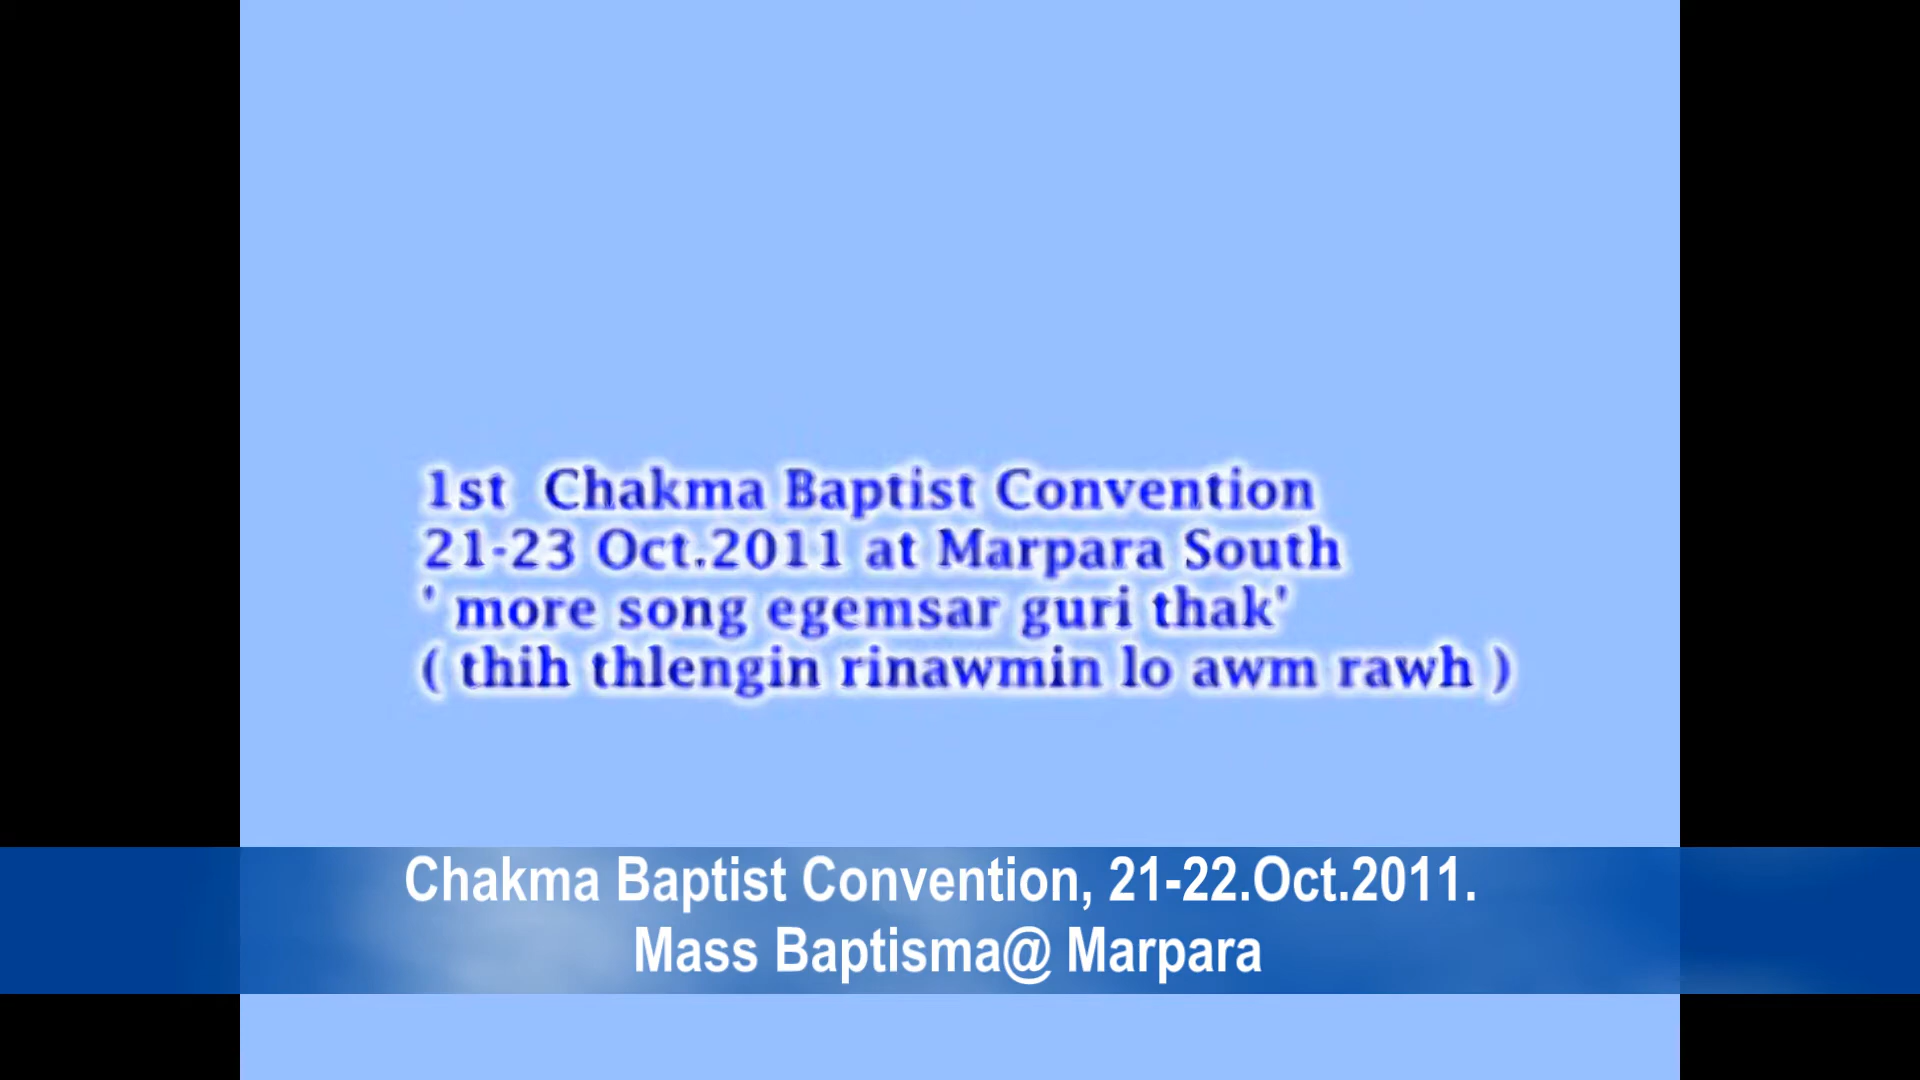 1st Chakma Baptist Convention
21-23 Oct.2011 at Marpara South
' more song egemsar guri thak'
( thih thlengin rinawmin lo awm rawh )
Chakma Baptist Convention, 21-22.Oct.2011.
Mass Baptisma@ Marpara